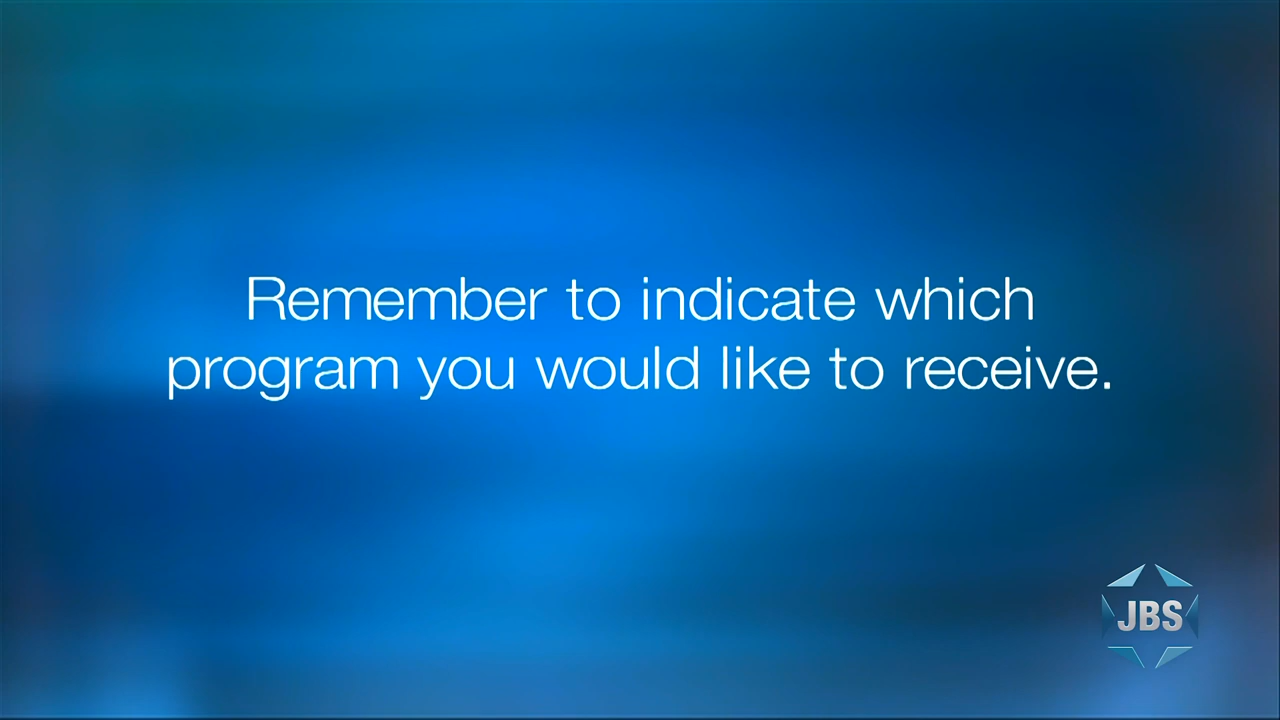 Remember to indicate which
program you would like to receive.
JBS